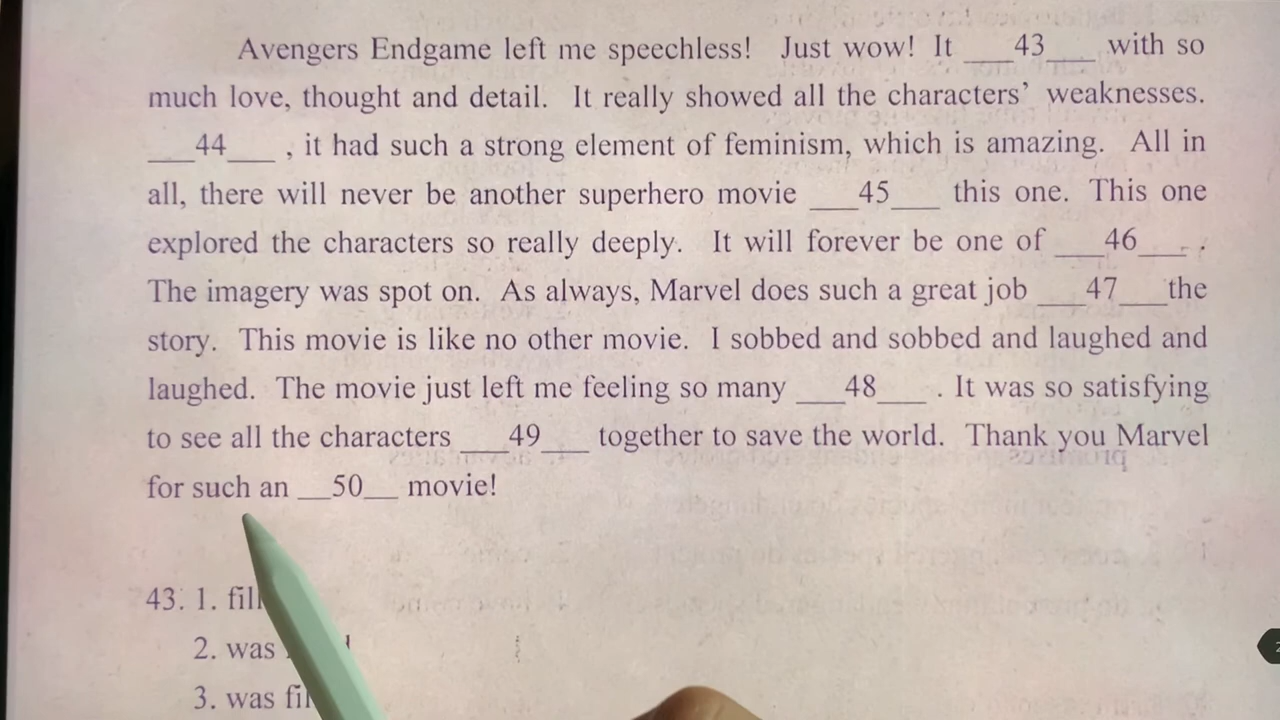 Avengers Endgame left me speechless! Just wow! It ___43___ with so
much love, thought and detail. It really showed all the characters' weaknesses.
___44___ , it had such a strong element of feminism, which is amazing. All in
all, there will never be another superhero movie ___45___ this one. This one
explored the characters so really deeply. It will forever be one of ___46___ .
The imagery was spot on. As always, Marvel does such a great job ___47___the
story. This movie is like no other movie. I sobbed and sobbed and laughed and
laughed. The movie just left me feeling so many ___48___ . It was so satisfying
to see all the characters ___49___ together to save the world. Thank you Marvel
for such an __50__ movie!
43. 1.
2. was
3. was
2